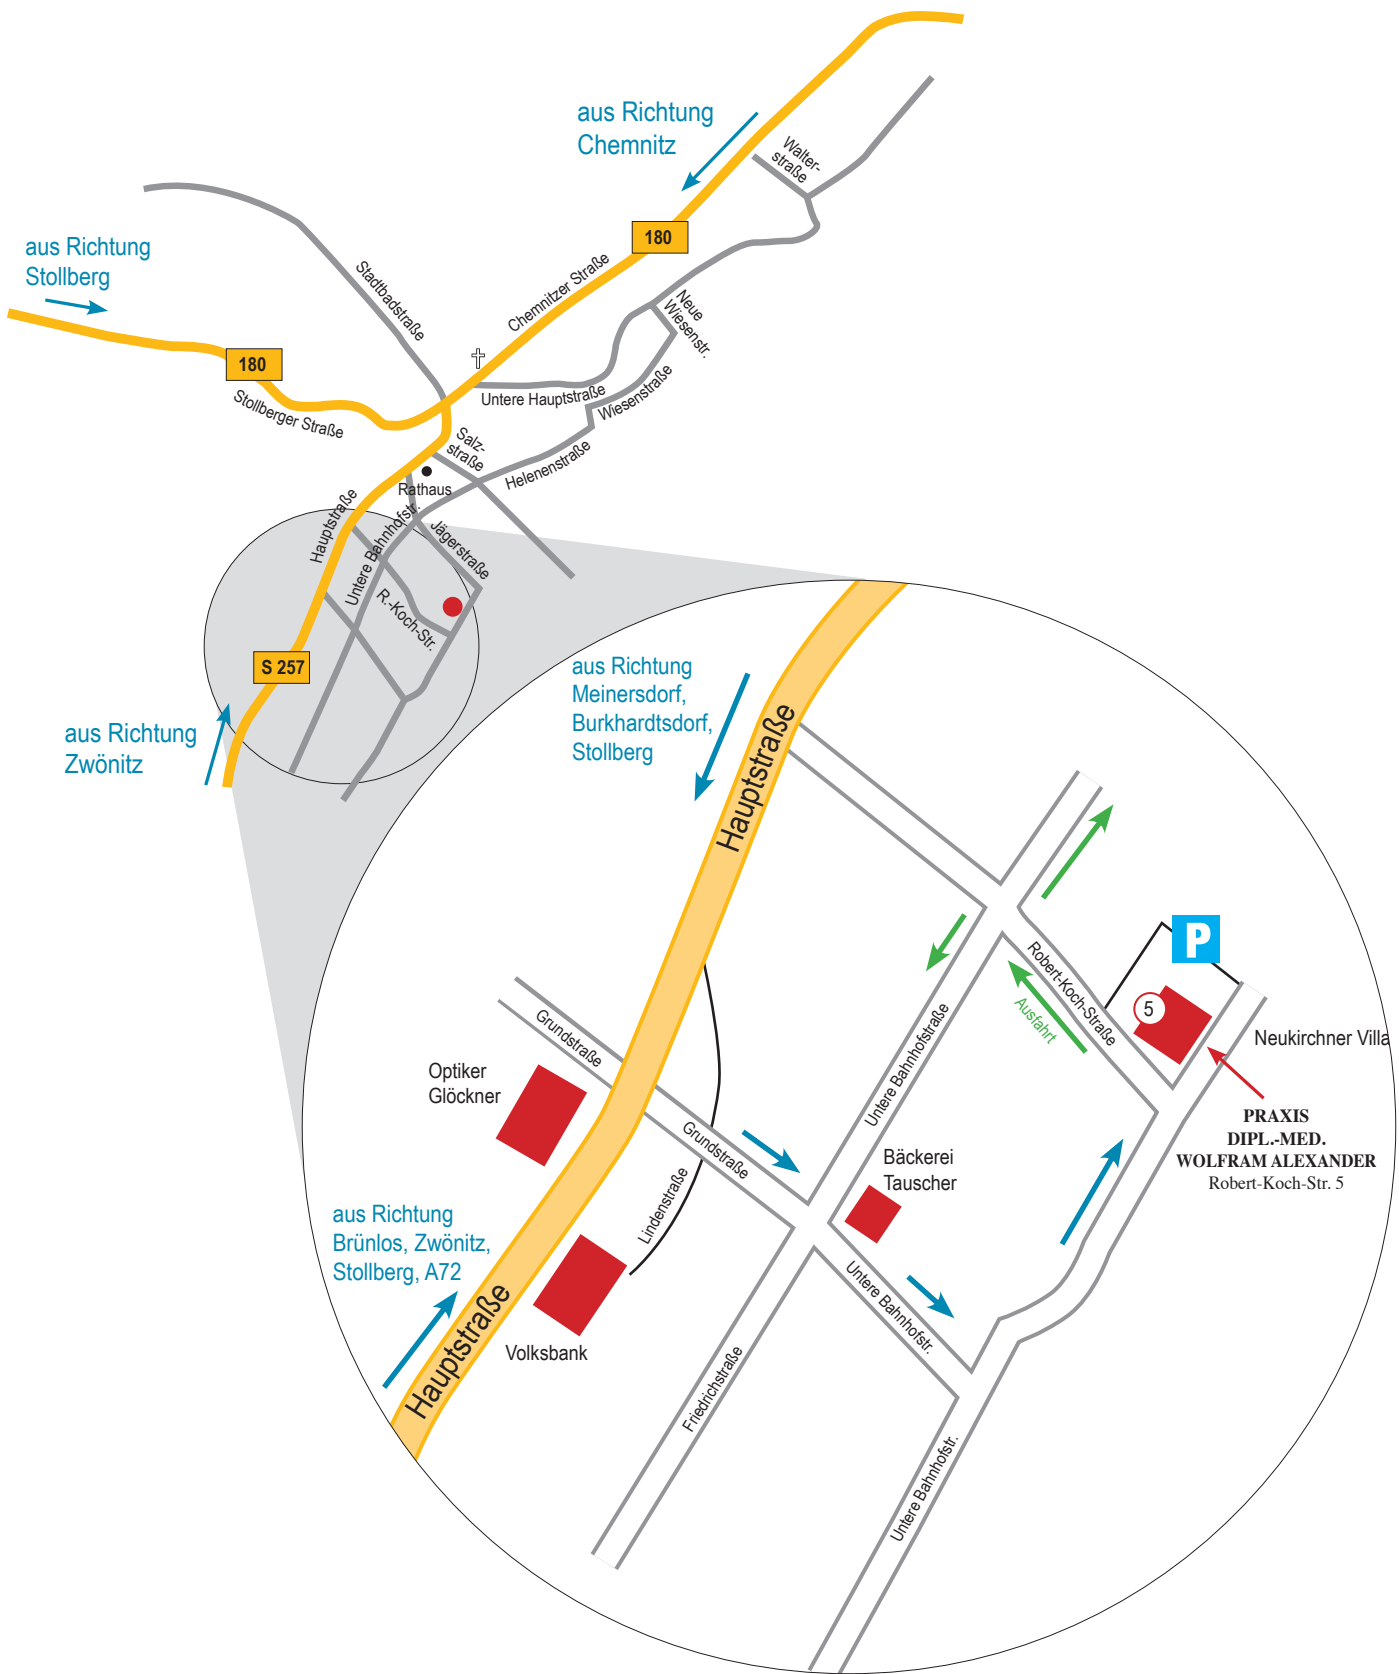 aus Richtung
Chemnitz
Walter-
straße
180
aus Richtung
Stollberg
Stadtbadstraße
Chemnitzer Straße
Neue
Wiesenstr.
180
Stollberger Straße
Untere Hauptstraße
Wiesenstraße
Salz-
straße
Helenenstraße
Rathaus
Hauptstraße
Untere Bahnhofstr.
Jägerstraße
R.-Koch-Str.
S 257
aus Richtung
Zwönitz
aus Richtung
Meinersdorf,
Burkhardtsdorf,
Stollberg
Hauptstraße
P
Robert-Koch-Straße
5
Ausfahrt
Neukirchner Villa
Grundstraße
Untere Bahnhofstraße
Optiker
Glöckner
PRAXIS
DIPL.-MED.
WOLFRAM ALEXANDER
Robert-Koch-Str. 5
Grundstraße
Bäckerei
Tauscher
Lindenstraße
aus Richtung
Brünlos, Zwönitz,
Stollberg, A72
Untere Bahnhofstr.
Hauptstraße
Volksbank
Friedrichstraße
Untere Bahnhofstr.